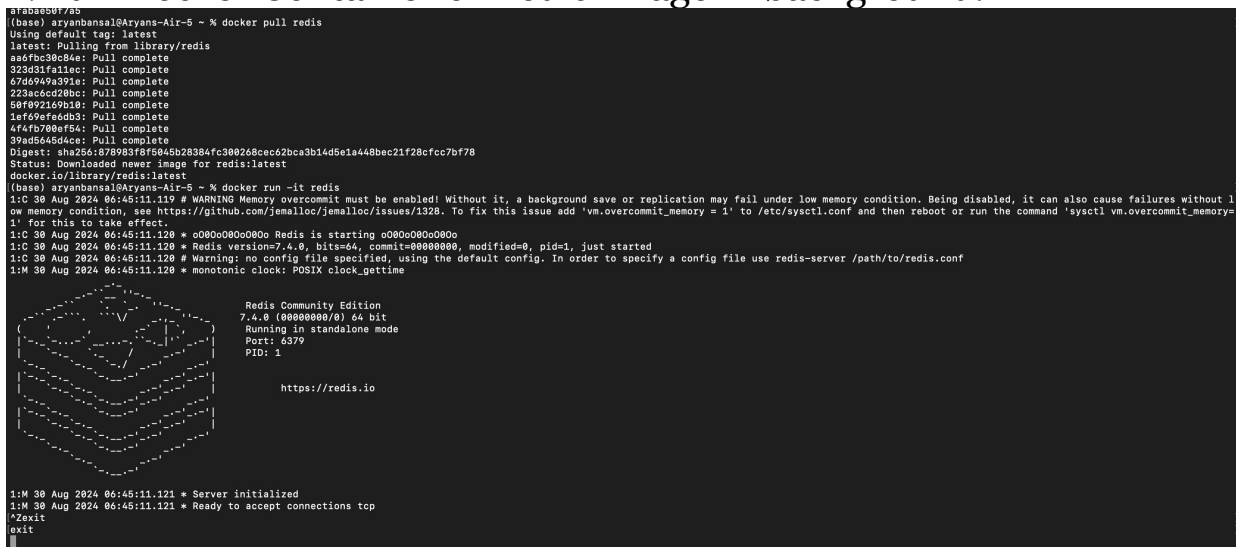 afabae50f7a5
(base) aryanbansal@Aryans-Air-5 ~ % docker pull redis
Using default tag: latest
latest: Pulling from library/redis
aa6fbc30c84e: Pull complete
323d31fa11ec: Pull complete
67d6949a391e: Pull complete
223ac6cd20bc: Pull complete
50f092169b10: Pull complete
1ef69efe6db3: Pull complete
4f4fb700ef54: Pull complete
39ad5645d4ce: Pull complete
Digest: sha256:878983f8f5045b28384fc300268cec62bca3b14d5e1a448bec21f28cfcc7bf78
Status: Downloaded newer image for redis:latest
docker.io/library/redis:latest
(base) aryanbansal@Aryans-Air-5 ~ % docker run -it redis
1:C 30 Aug 2024 06:45:11.119 # WARNING Memory overcommit must be enabled! Without it, a background save or replication may fail under low memory condition. Being disabled, it can also cause failures without l
ow memory condition, see https://github.com/jemalloc/jemalloc/issues/1328. To fix this issue add 'vm.overcommit_memory = 1' to /etc/sysctl.conf and then reboot or run the command 'sysctl vm.overcommit_memory=
1' for this to take effect.
1:C 30 Aug 2024 06:45:11.120 * oO0OoO0OoO0Oo Redis is starting oO0OoO0OoO0Oo
1:C 30 Aug 2024 06:45:11.120 * Redis version=7.4.0, bits=64, commit=00000000, modified=0, pid=1, just started
1:C 30 Aug 2024 06:45:11.120 # Warning: no config file specified, using the default config. In order to specify a config file use redis-server /path/to/redis.conf
1:M 30 Aug 2024 06:45:11.120 * monotonic clock: POSIX clock_gettime
Redis Community Edition
7.4.0 (00000000/0) 64 bit
Running in standalone mode
Port: 6379
PID: 1
https://redis.io
1:M 30 Aug 2024 06:45:11.121 * Server initialized
1:M 30 Aug 2024 06:45:11.121 * Ready to accept connections tcp
^Zexit
exit